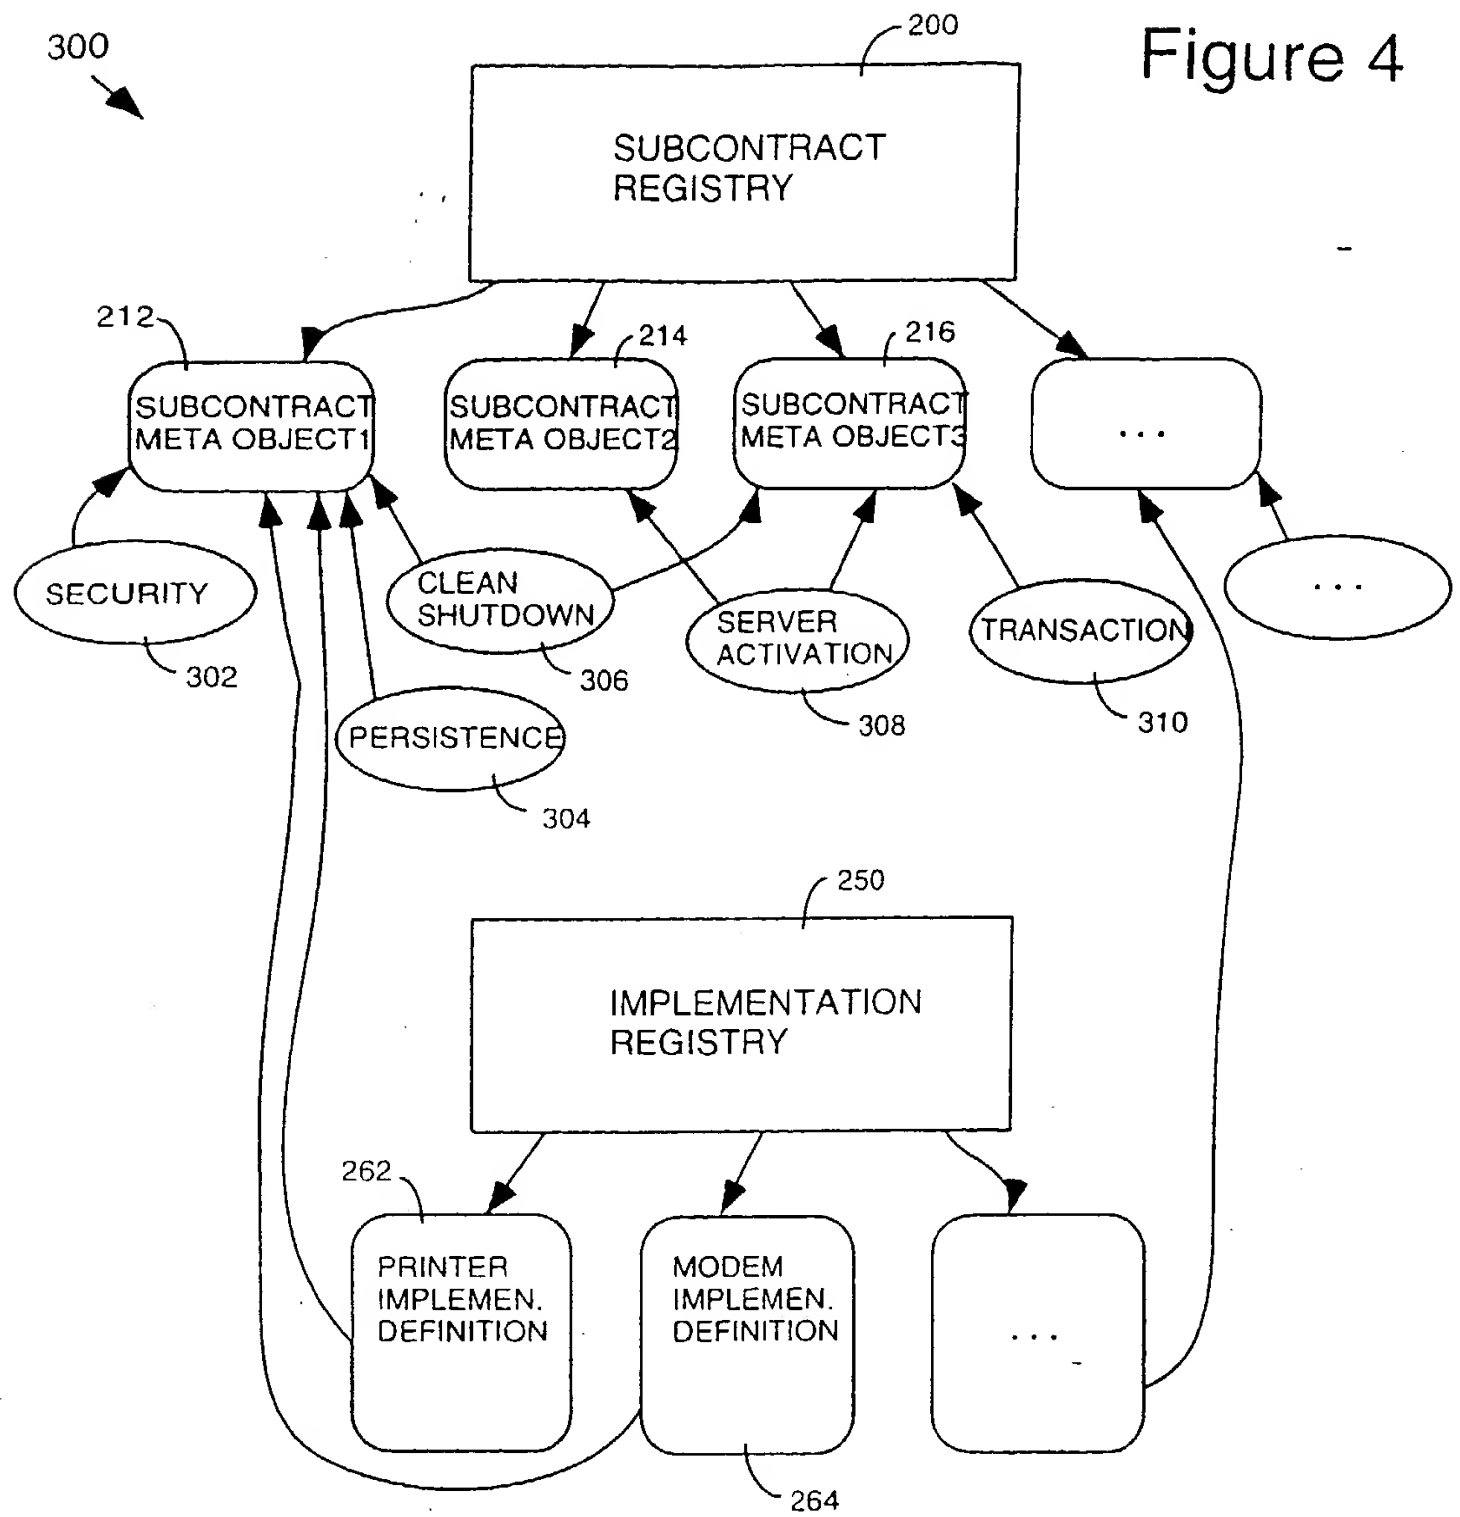 300
200
Figure 4
SUBCONTRACT
REGISTRY
212
214
216
SUBCONTRACT
META OBJECT1
SUBCONTRACT
META OBJECT2
SUBCONTRACT
META OBJECT3
...
SECURITY
302
CLEAN
SHUTDOWN
306
SERVER
ACTIVATION
308
TRANSACTION
310
...
PERSISTENCE
304
250
IMPLEMENTATION
REGISTRY
262
PRINTER
IMPLEMEN.
DEFINITION
MODEM
IMPLEMEN.
DEFINITION
...
264